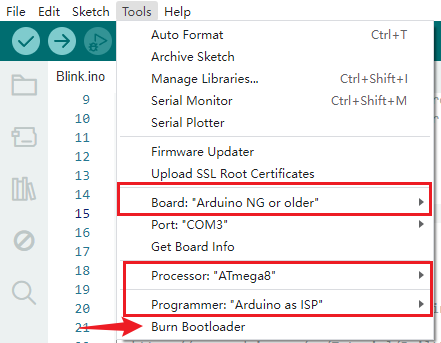 File Edit Sketch Tools Help
Auto Format Ctrl+T
Archive Sketch
Manage Libraries... Ctrl+Shift+I
Serial Monitor Ctrl+Shift+M
Serial Plotter
Firmware Updater
Upload SSL Root Certificates
Board: "Arduino NG or older"
Port: "COM3"
Get Board Info
Processor: "ATmega8"
Programmer: "Arduino as ISP"
Burn Bootloader
Blink.ino
9
10
11
12
13
14
15
16
17
18
19
20
21
22